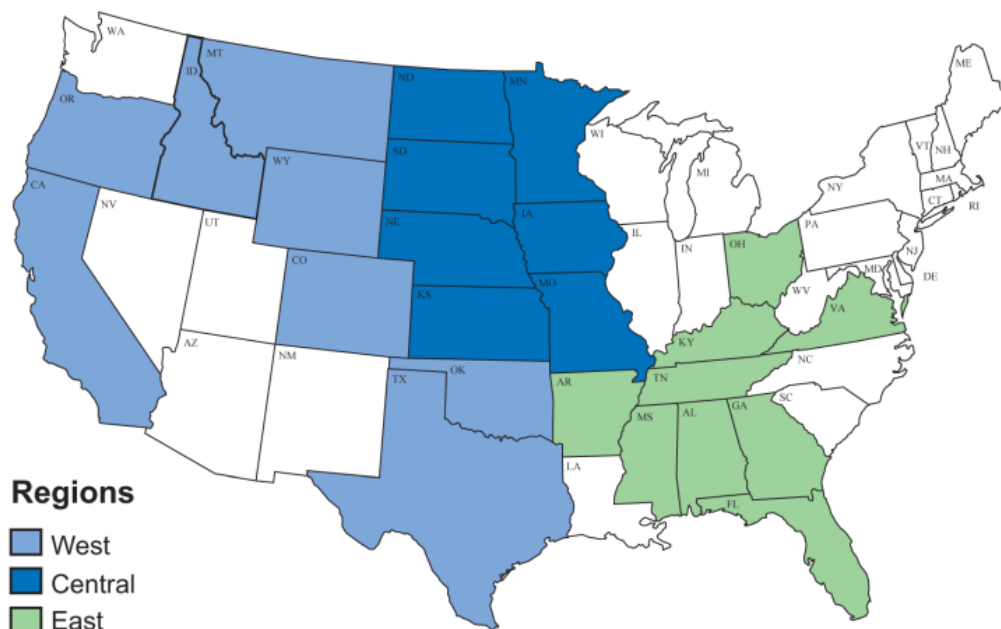 WA
MT
ID
ND
MN
ME
OR
WI
VT
NH
WY
SD
MI
MA
CA
NY
CT
RI
NV
IA
NE
UT
PA
IL
IN
OH
NJ
CO
MD
DE
MO
WV
KS
VA
KY
AZ
NM
NC
OK
TX
AR
TN
SC
MS
AL
GA
LA
FL
Regions
West
Central
East